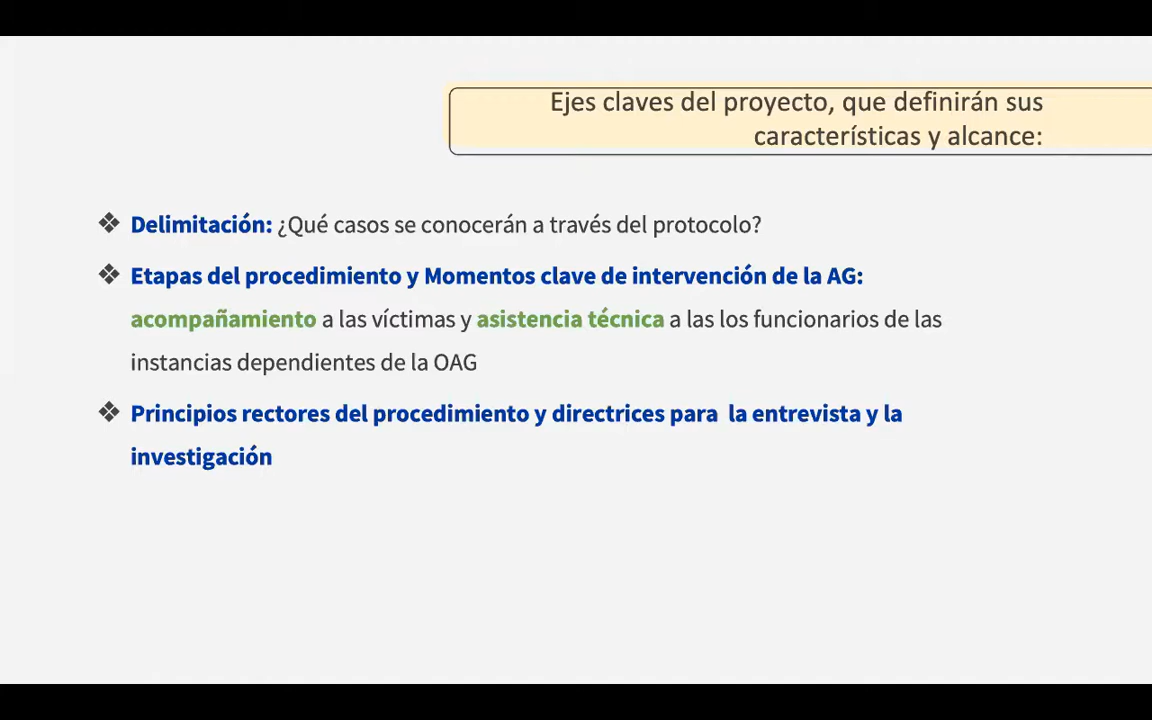 Ejes claves del proyecto, que definirán sus
características y alcance:
❖ Delimitación: ¿Qué casos se conocerán a través del protocolo?
❖ Etapas del procedimiento y Momentos clave de intervención de la AG:
acompañamiento a las víctimas y asistencia técnica a las los funcionarios de las
instancias dependientes de la OAG
❖ Principios rectores del procedimiento y directrices para la entrevista y la
investigación